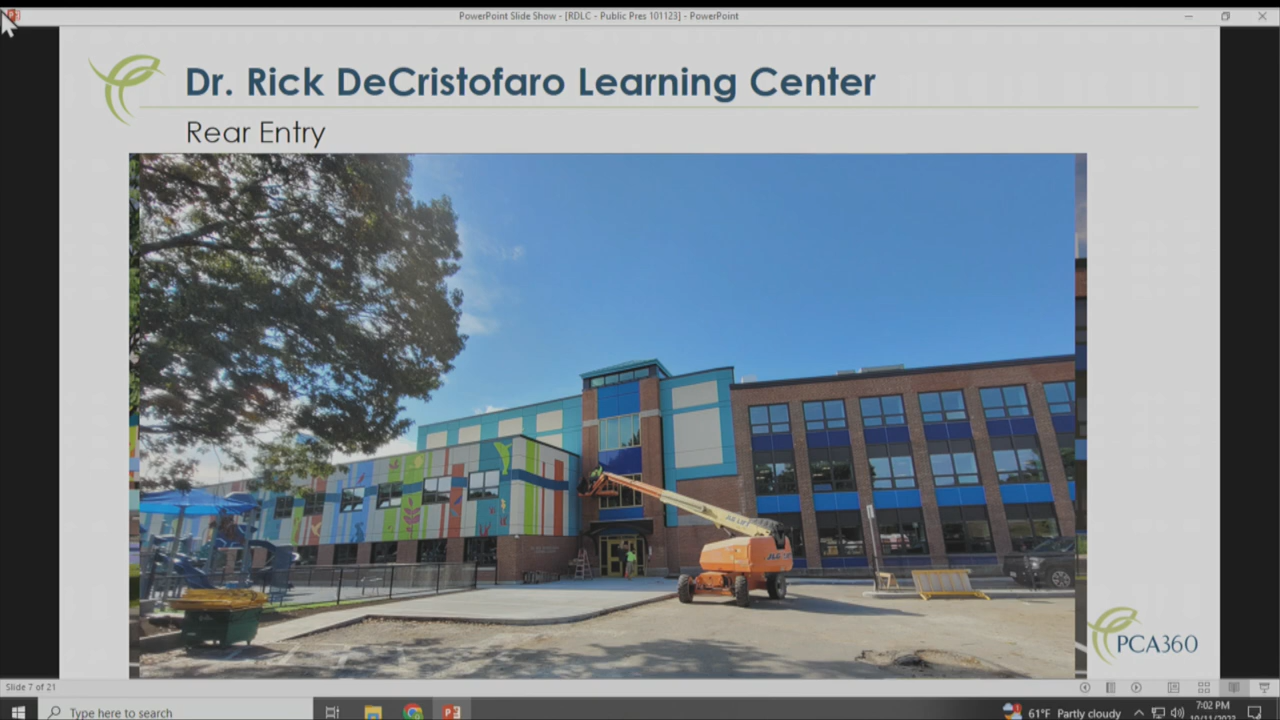 PowerPoint Slide Show - [RDLC - Public Pres 101123] - PowerPoint
Dr. Rick DeCristofaro Learning Center
Rear Entry
PCA360
Slide 7 of 21
Type here to search
61°F Partly cloudy
7:02 PM